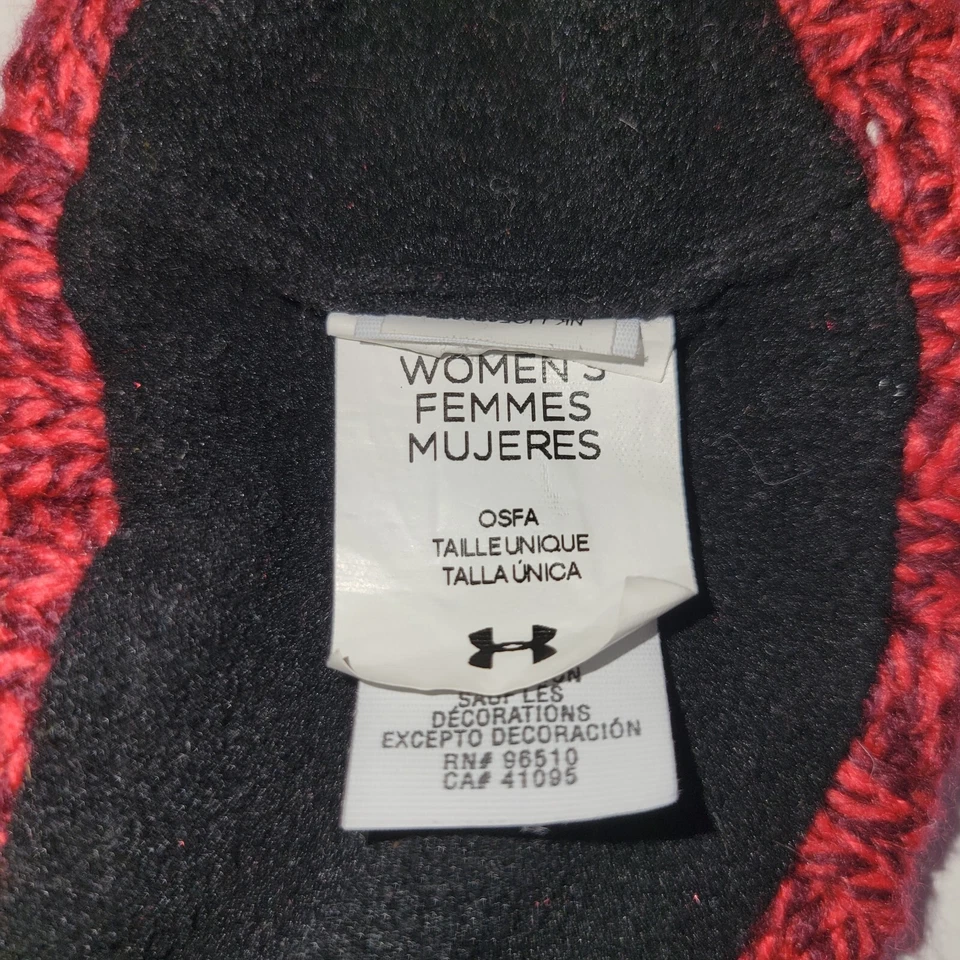 WOMEN'S
FEMMES
MUJERES
OSFA
TAILLE UNIQUE
TALLA ÚNICA
SAUF LES
DÉCORATIONS
EXCEPTO DECORACIÓN
RN# 96510
CA# 41095